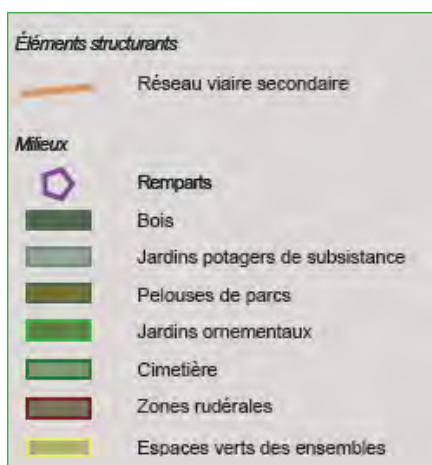 Éléments structurants
Réseau viaire secondaire
Milieux
Remparts
Bois
Jardins potagers de subsistance
Pelouses de parcs
Jardins ornementaux
Cimetière
Zones rudérales
Espaces verts des ensembles